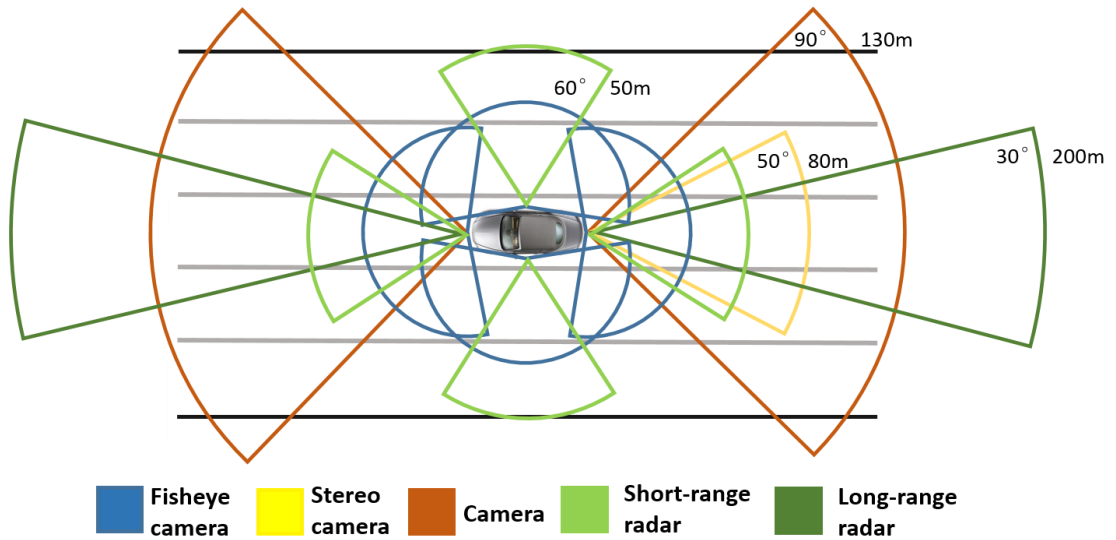 90° 130m
60° 50m
50° 80m
30° 200m
Fisheye
camera
Stereo
camera
Camera
Short-range
radar
Long-range
radar